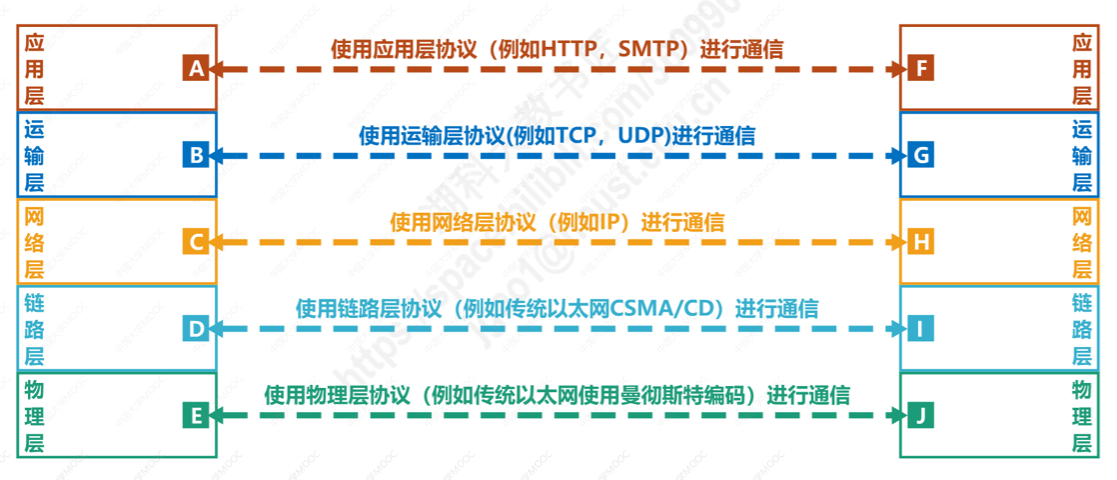 应用层
A
使用应用层协议（例如HTTP，SMTP）进行通信
F
应用层
运输层
B
使用运输层协议(例如TCP，UDP)进行通信
G
运输层
网络层
C
使用网络层协议（例如IP）进行通信
H
网络层
链路层
D
使用链路层协议（例如传统以太网CSMA/CD）进行通信
I
链路层
物理层
E
使用物理层协议（例如传统以太网使用曼彻斯特编码）进行通信
J
物理层